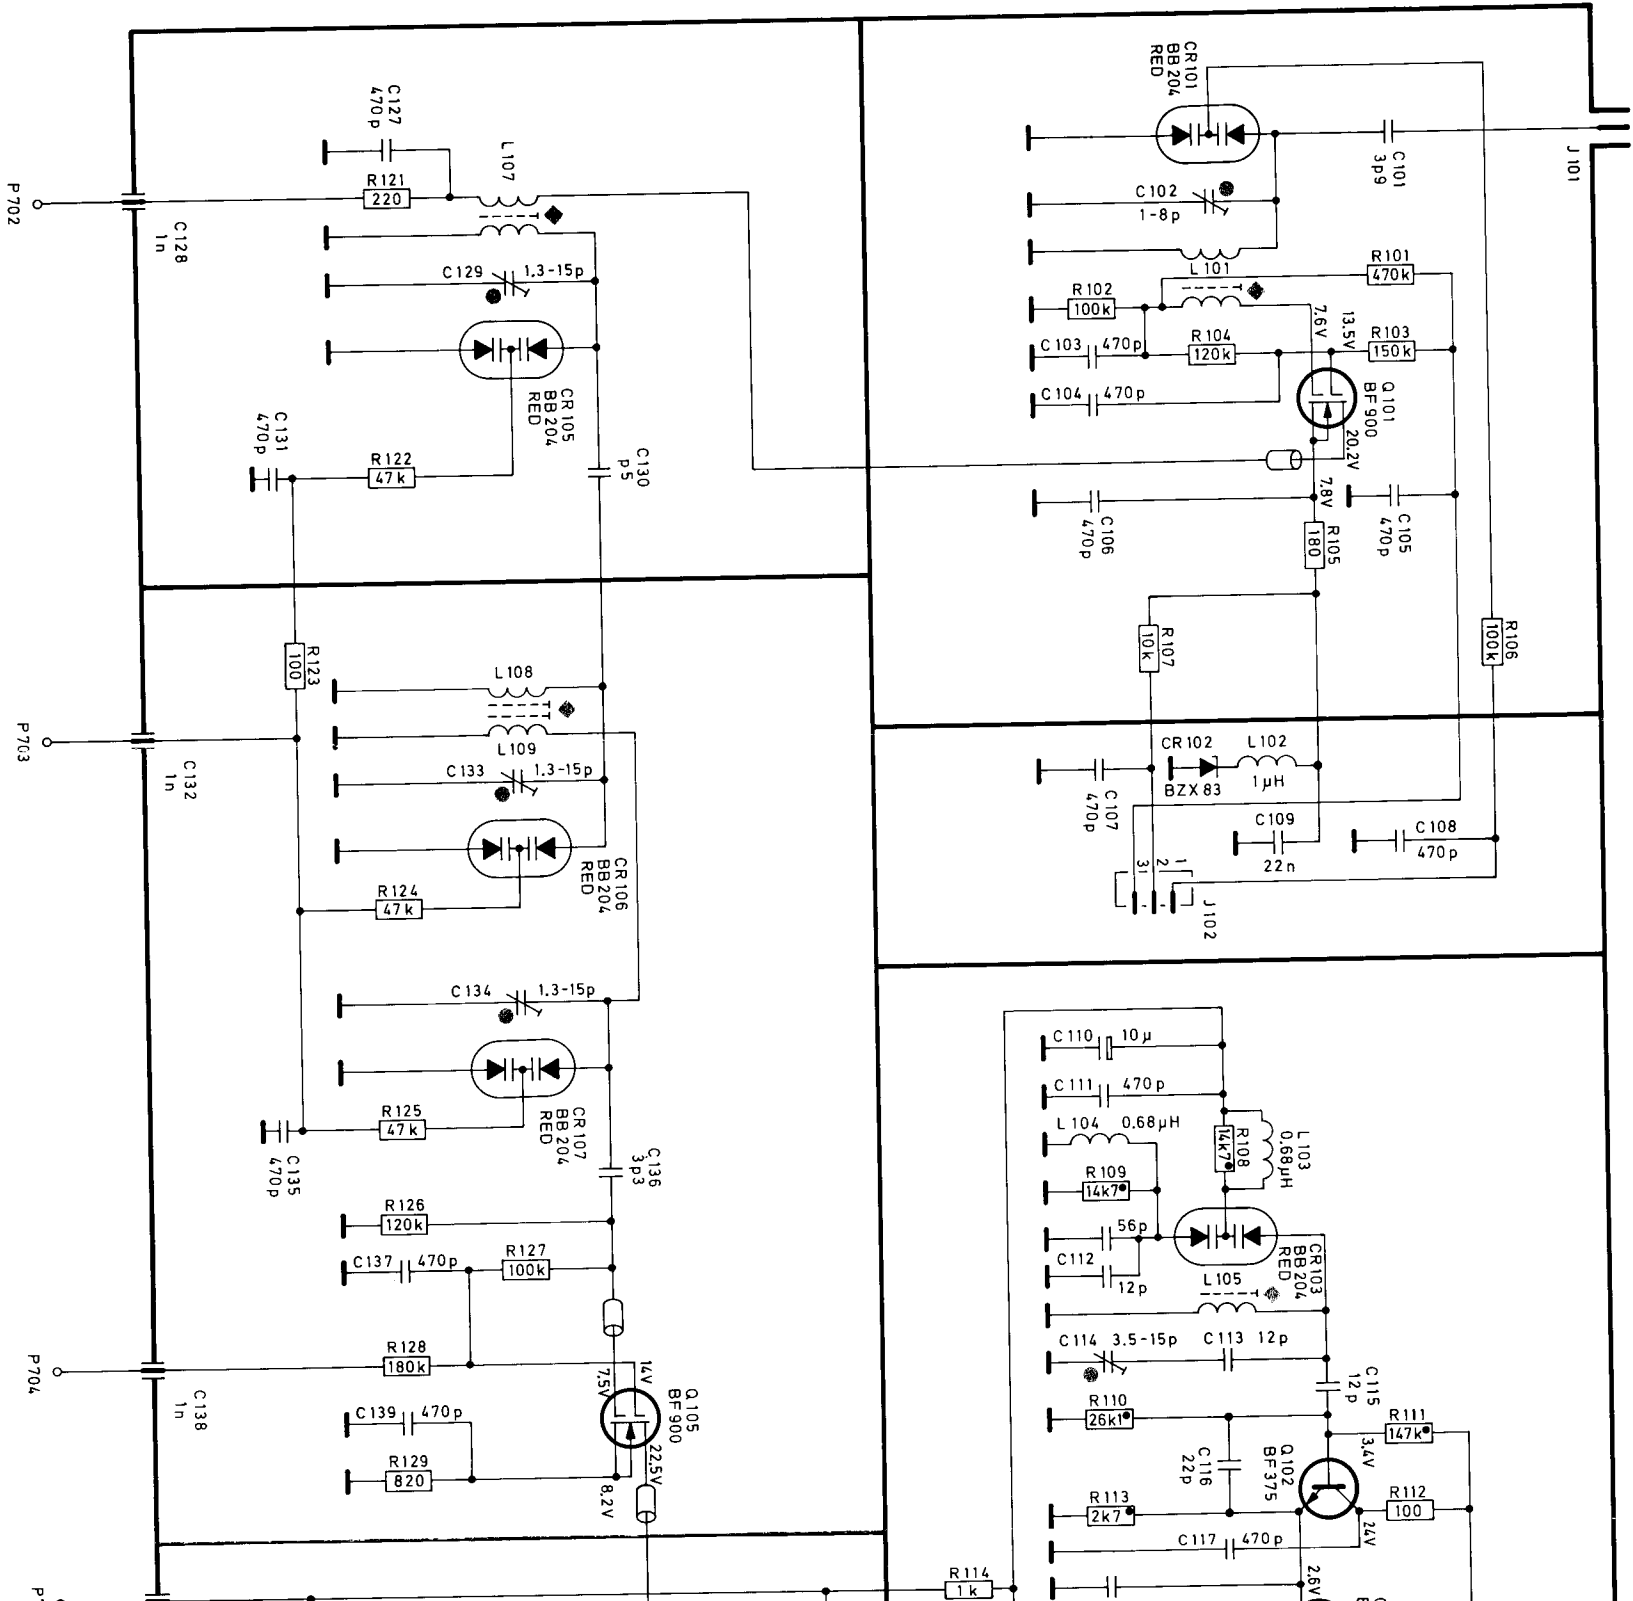 CR101
BB204
RED
C101
3p9
J101
C102
1-8p
L101
R101
470k
R102
100k
C103 470p
R104
120k
7.6V
13.5V
R103
150k
C104 470p
Q101
BF900
20.2V
7.8V
C106
470p
C105
470p
R105
180
R107
10k
R106
100k
C127
470p
L107
R121
220
P702
C128
1n
C129 1.3-15p
CR105
BB204
RED
C131
470p
R122
47k
C130
p5
R123
100
L108
L109
P703
C132
1n
C133 1.3-15p
CR106
BB204
RED
R124
47k
C134 1.3-15p
R125
47k
CR107
BB204
RED
C135
470p
C136
3p3
R126
120k
C137 470p
R127
100k
R128
180k
P704
C138
1n
14V
7.5V
Q105
BF900
22.5V
8.2V
C139 470p
R129
820
CR102
BZX83
L102
1µH
C107
470p
C109
22n
C108
470p
3 2 1
J102
C110 10µ
C111 470p
L104 0.68µH
R108
14k7
L103
0.68µH
R109
14k7
56p
C112
12p
CR103
BB204
RED
L105
C114 3.5-15p
C113 12p
C115
12p
R110
26k1
R111
147k
3.4V
C116
22p
Q102
BF375
R112
100
R113
2k7
24V
C117 470p
2.6V
R114
1k